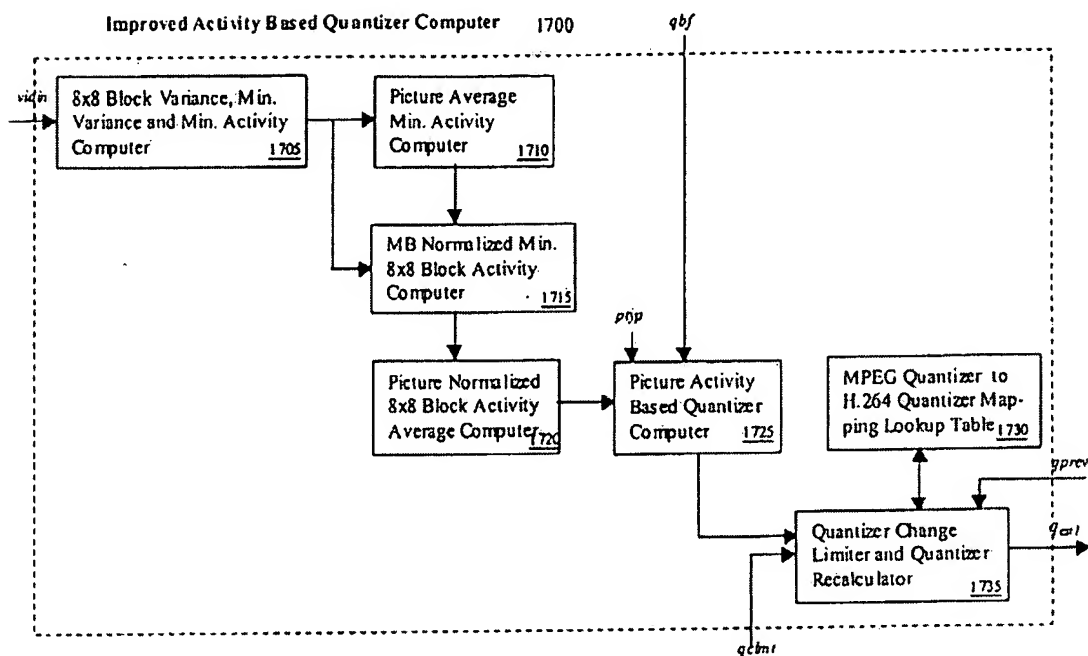 Improved Activity Based Quantizer Computer 1700
qbf
vidin
8x8 Block Variance, Min.
Variance and Min. Activity
Computer
1705
Picture Average
Min. Activity
Computer
1710
MB Normalized Min.
8x8 Block Activity
Computer
1715
ptyp
Picture Normalized
8x8 Block Activity
Average Computer
1720
Picture Activity
Based Quantizer
Computer
1725
MPEG Quantizer to
H.264 Quantizer Map-
ping Lookup Table
1730
qprev
Quantizer Change
Limiter and Quantizer
Recalculator
1735
qclmt